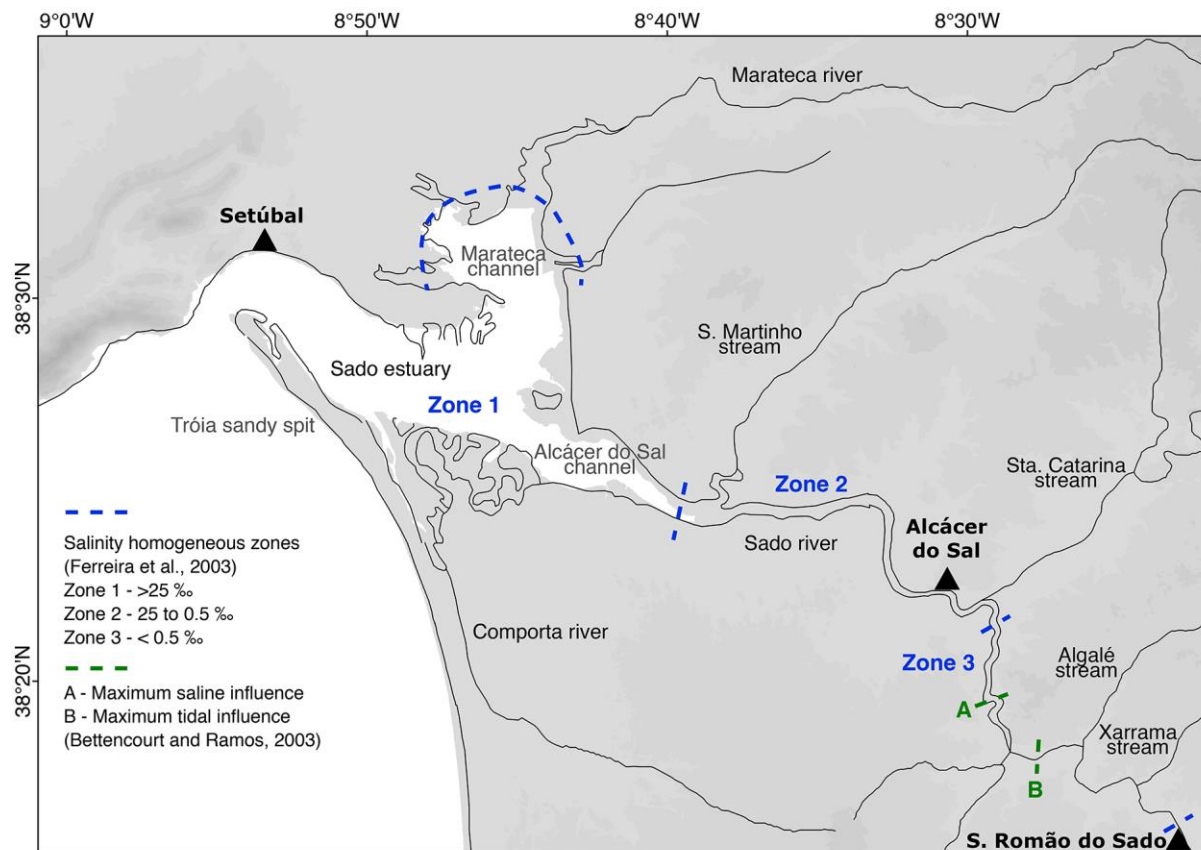 9°0'W
8°50'W
8°40'W
8°30'W
Marateca river
Setúbal
Marateca
channel
38°30'N
S. Martinho
stream
Sado estuary
Zone 1
Tróia sandy spit
Alcácer do Sal
channel
Sta. Catarina
stream
Zone 2
Sado river
Alcácer
do Sal
Salinity homogeneous zones
(Ferreira et al., 2003)
Zone 1 - >25 ‰
Zone 2 - 25 to 0.5 ‰
Zone 3 - < 0.5 ‰
Comporta river
Zone 3
Algalé
stream
38°20'N
A - Maximum saline influence
B - Maximum tidal influence
(Bettencourt and Ramos, 2003)
A
Xarrama
stream
B
S. Romão do Sado